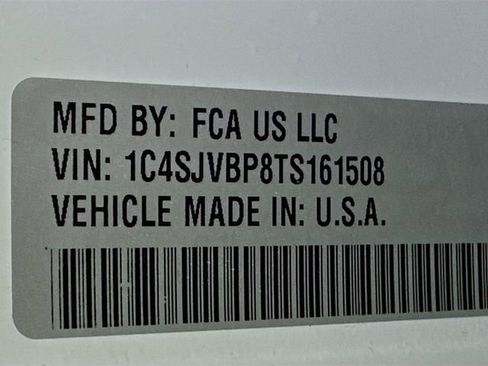 MFD BY: FCA US LLC
VIN: 1C4SJVBP8TS161508
VEHICLE MADE IN: U.S.A.